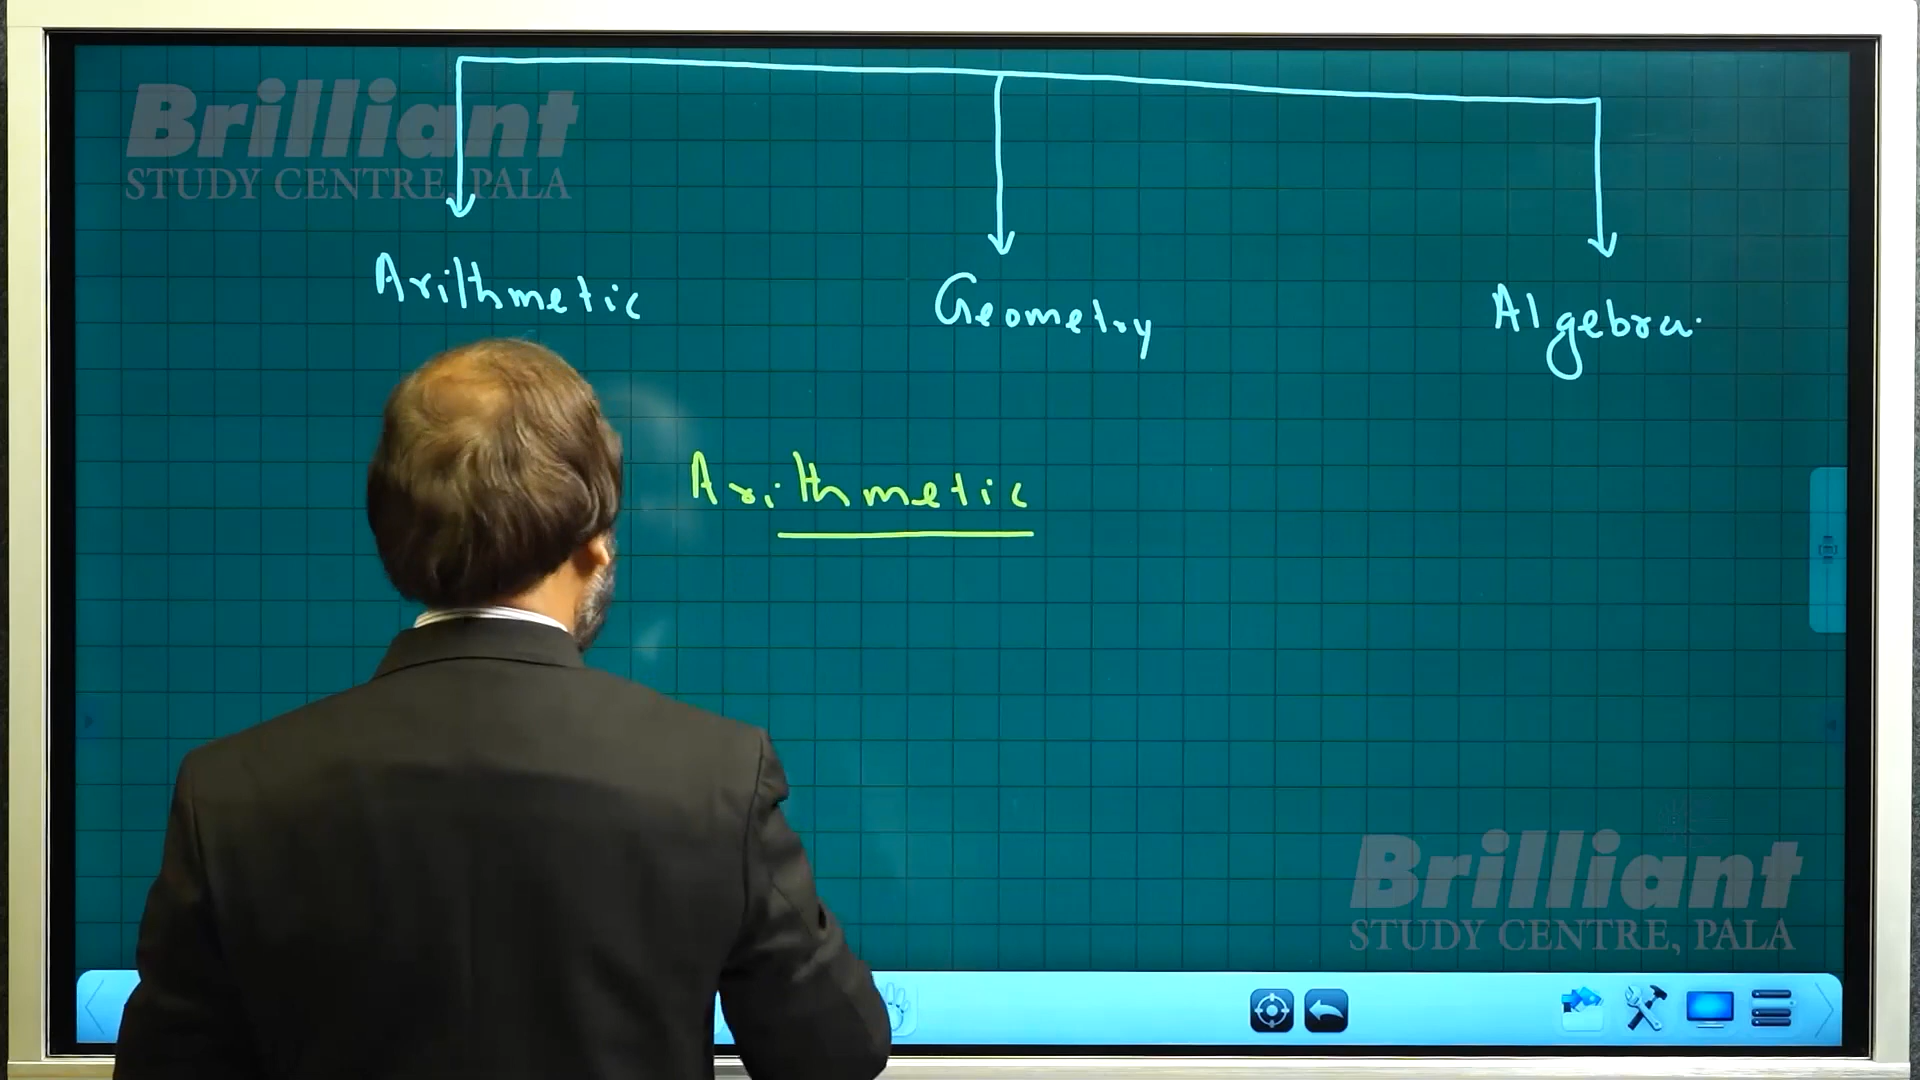 Brilliant
STUDY CENTRE, PALA
Arithmetic
Geometry
Algebra.
Arithmetic
Brilliant
STUDY CENTRE, PALA